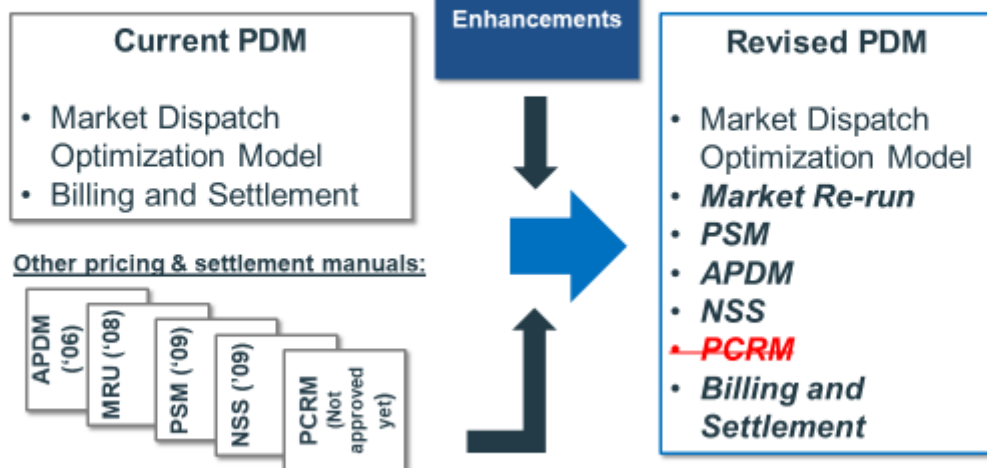 Current PDM
• Market Dispatch
Optimization Model
• Billing and Settlement
Enhancements
Other pricing & settlement manuals:
APDM
('06)
MRU ('08)
PSM ('09)
NSS ('09)
PCRM
(Not
approved
yet)
Revised PDM
• Market Dispatch
Optimization Model
• Market Re-run
• PSM
• APDM
• NSS
• PCRM
• Billing and
Settlement